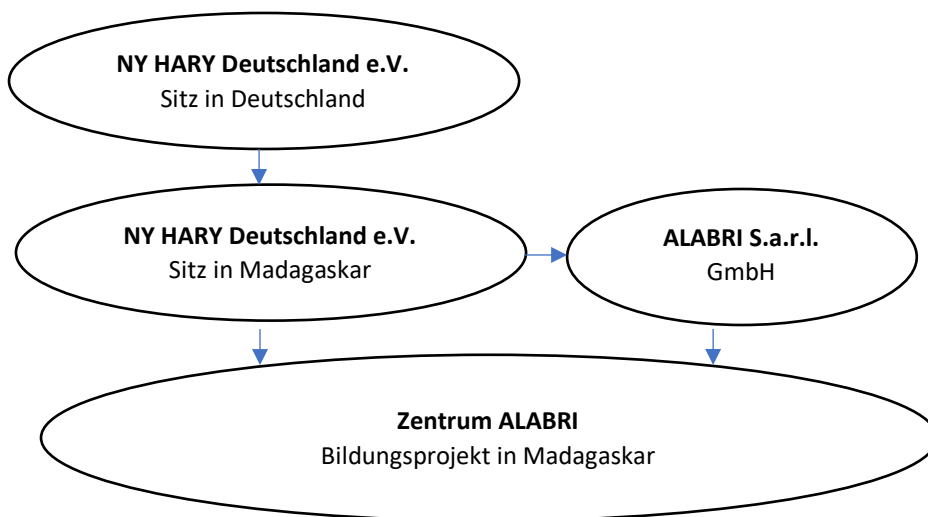 NY HARY Deutschland e.V.
Sitz in Deutschland
NY HARY Deutschland e.V.
Sitz in Madagaskar
ALABRI S.a.r.l.
GmbH
Zentrum ALABRI
Bildungsprojekt in Madagaskar